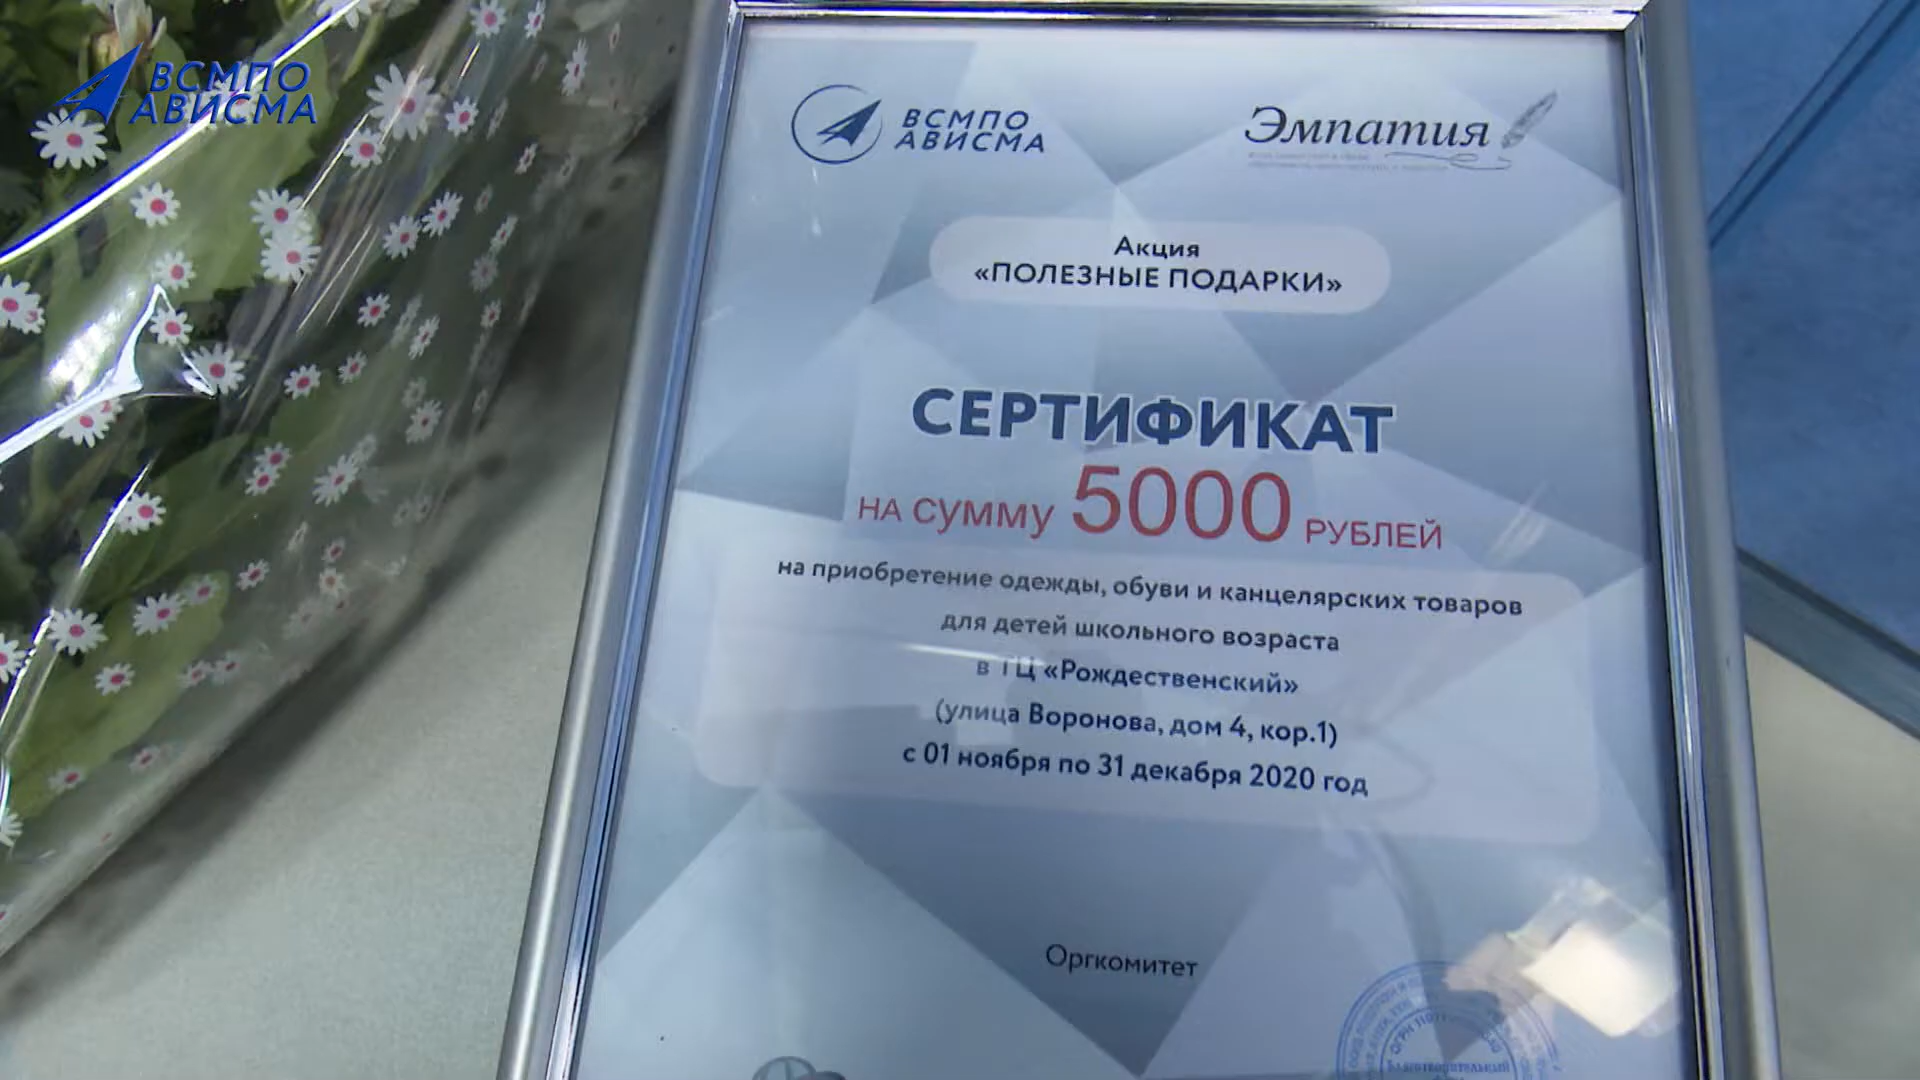 ВСМПО
АВИСМА
ВСМПО
АВИСМА
Эмпатия
Акция
«ПОЛЕЗНЫЕ ПОДАРКИ»
СЕРТИФИКАТ
НА СУММУ 5000 РУБЛЕЙ
на приобретение одежды, обуви и канцелярских товаров
для детей школьного возраста
в ТЦ «Рождественский»
(улица Воронова, дом 4, кор.1)
с 01 ноября по 31 декабря 2020 год
Оргкомитет
ОГРН
Благотворительный